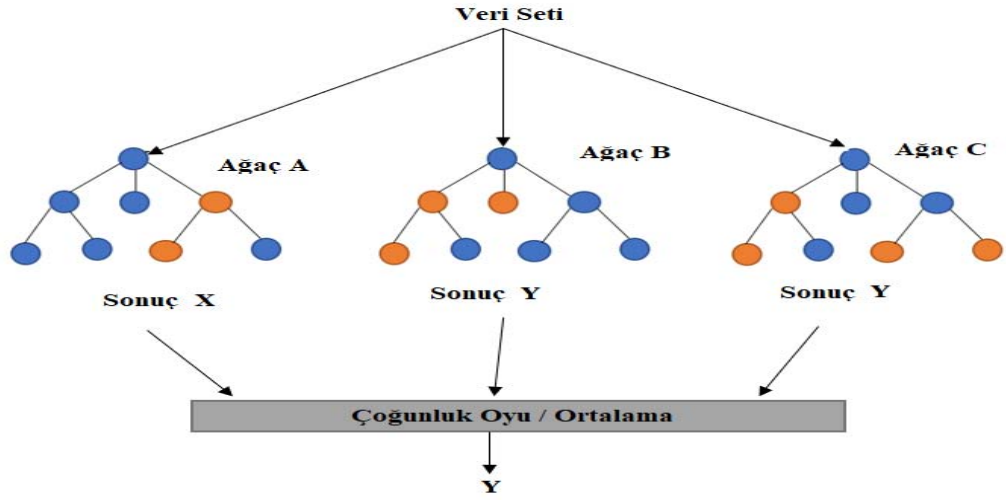 Veri Seti
Ağaç A
Ağaç B
Ağaç C
Sonuç X
Sonuç Y
Sonuç Y
Çoğunluk Oyu / Ortalama
Y